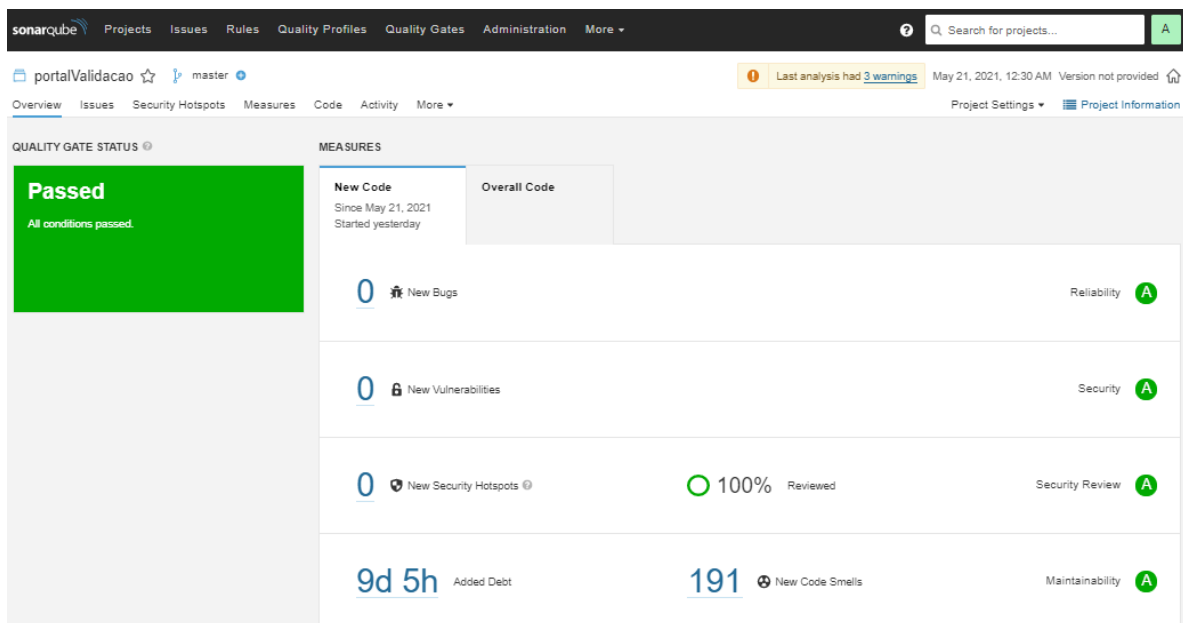 sonarqube Projects Issues Rules Quality Profiles Quality Gates Administration More Search for projects... A
portalValidacao master Last analysis had 3 warnings May 21, 2021, 12:30 AM Version not provided
Overview Issues Security Hotspots Measures Code Activity More Project Settings Project Information
QUALITY GATE STATUS MEASURES
Passed
All conditions passed.
New Code Overall Code
Since May 21, 2021
Started yesterday
0 New Bugs Reliability A
0 New Vulnerabilities Security A
0 New Security Hotspots 100% Reviewed Security Review A
9d 5h Added Debt 191 New Code Smells Maintainability A